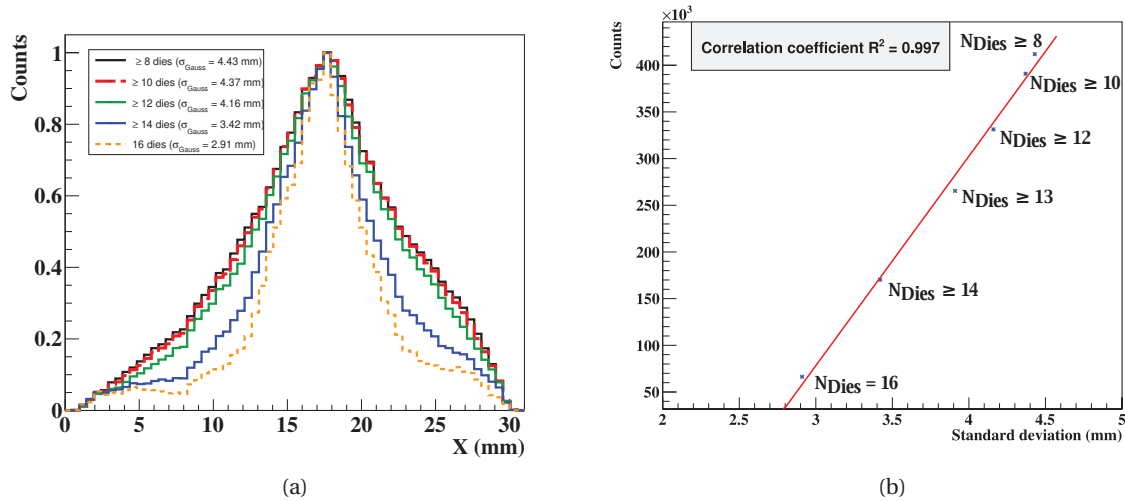 Counts
1
0.8
0.6
0.4
0.2
0
≥ 8 dies (σGauss = 4.43 mm)
≥ 10 dies (σGauss = 4.37 mm)
≥ 12 dies (σGauss = 4.16 mm)
≥ 14 dies (σGauss = 3.42 mm)
16 dies (σGauss = 2.91 mm)
0 5 10 15 20 25 30
X (mm)
(a)
×10³
Counts
400
350
300
250
200
150
100
50
Correlation coefficient R² = 0.997
NDies ≥ 8
NDies ≥ 10
NDies ≥ 12
NDies ≥ 13
NDies ≥ 14
NDies = 16
2 2.5 3 3.5 4 4.5 5
Standard deviation (mm)
(b)